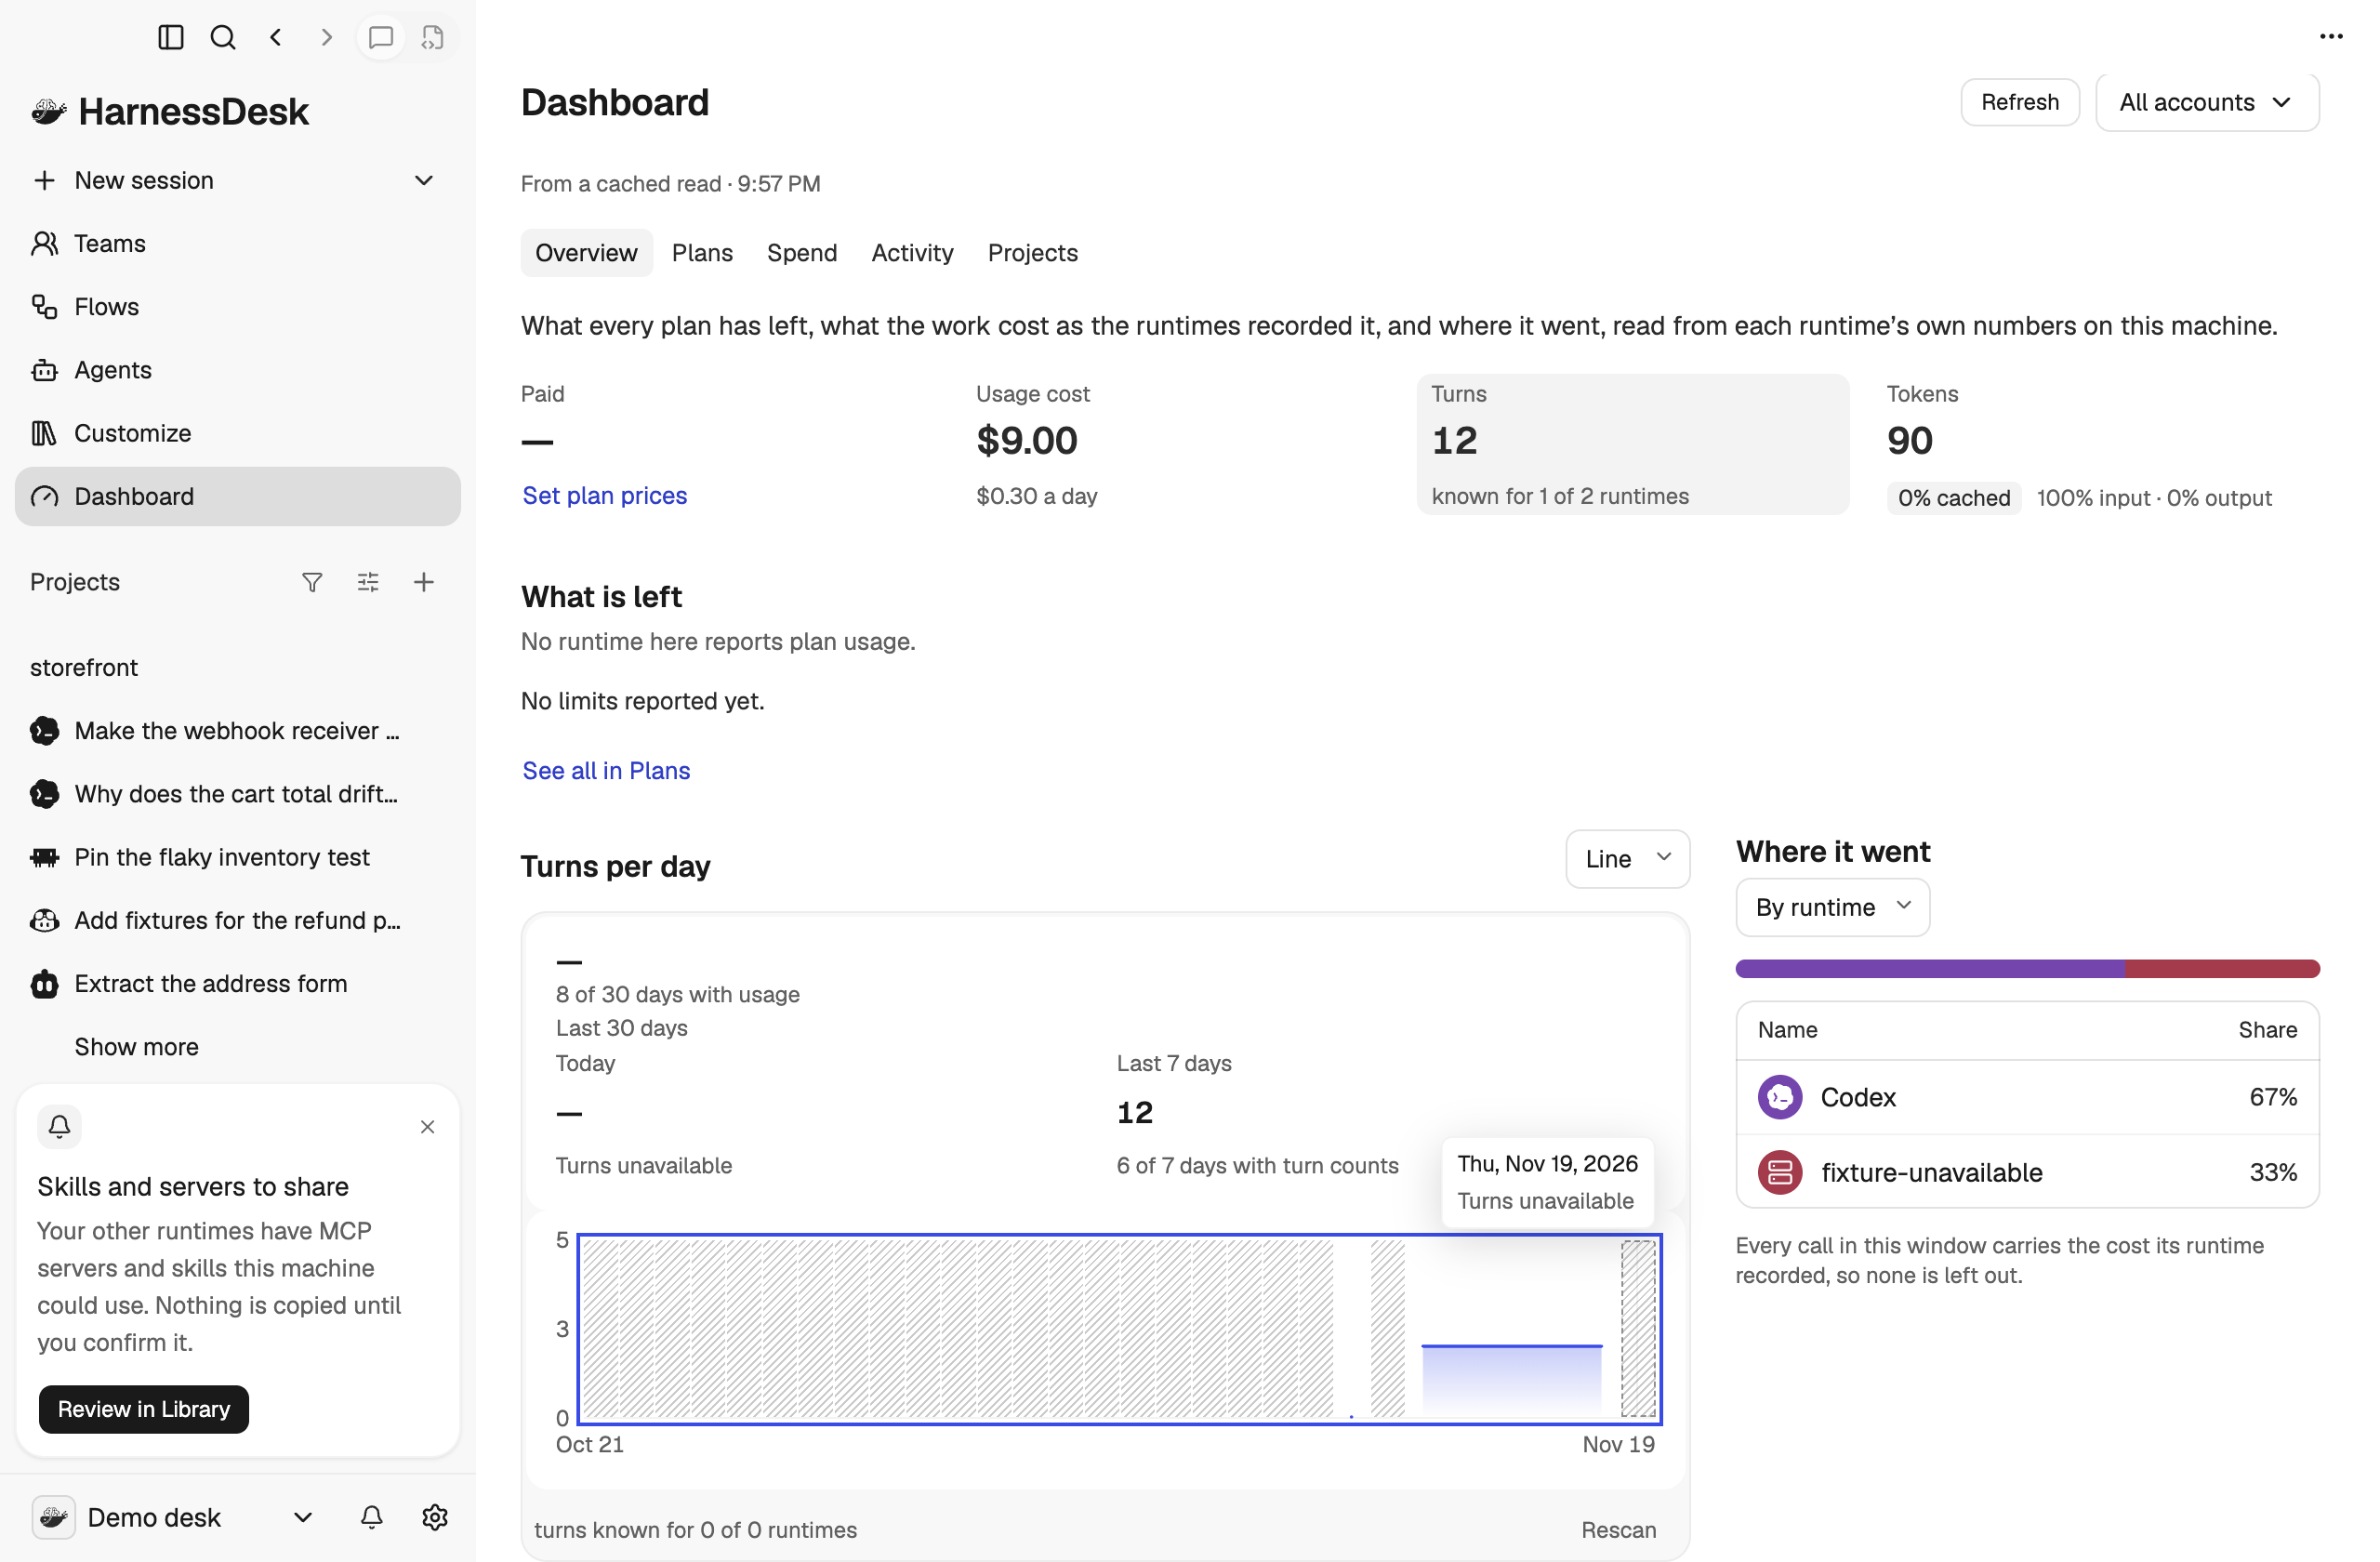 HarnessDesk
New session
Teams
Flows
Agents
Customize
Dashboard
Projects
storefront
Make the webhook receiver ...
Why does the cart total drift...
Pin the flaky inventory test
Add fixtures for the refund p...
Extract the address form
Show more
Skills and servers to share
Your other runtimes have MCP
servers and skills this machine
could use. Nothing is copied until
you confirm it.
Review in Library
Demo desk
Dashboard
Refresh
All accounts
From a cached read · 9:57 PM
Overview
Plans
Spend
Activity
Projects
What every plan has left, what the work cost as the runtimes recorded it, and where it went, read from each runtime’s own numbers on this machine.
Paid
—
Set plan prices
Usage cost
$9.00
$0.30 a day
Turns
12
known for 1 of 2 runtimes
Tokens
90
0% cached
100% input · 0% output
What is left
No runtime here reports plan usage.
No limits reported yet.
See all in Plans
Turns per day
Line
—
8 of 30 days with usage
Last 30 days
Today
—
Turns unavailable
Last 7 days
12
6 of 7 days with turn counts
Thu, Nov 19, 2026
Turns unavailable
5
3
0
Oct 21
Nov 19
turns known for 0 of 0 runtimes
Rescan
Where it went
By runtime
Name
Share
Codex
67%
fixture-unavailable
33%
Every call in this window carries the cost its runtime
recorded, so none is left out.